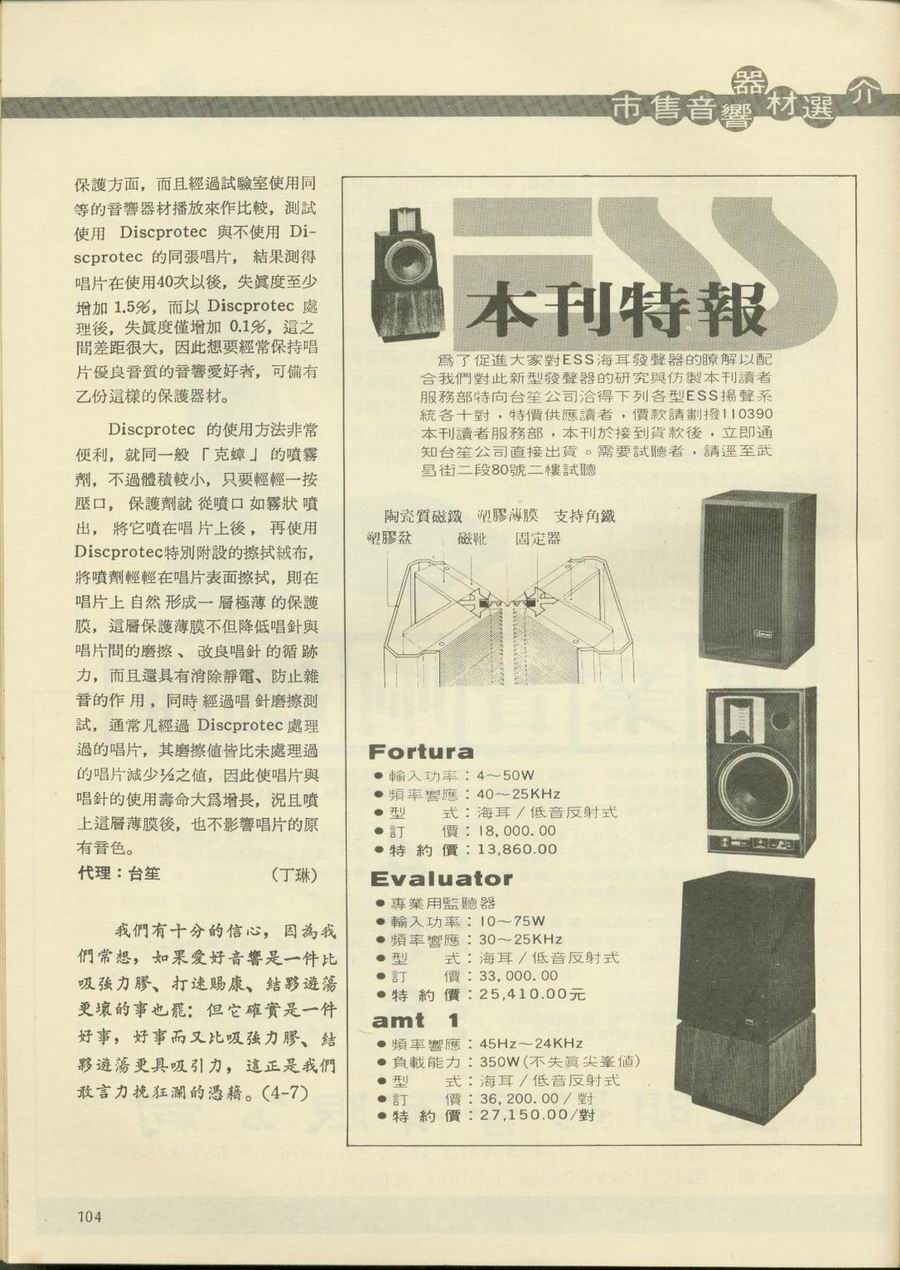 市售音響器材選介
保護方面，而且經過試驗室使用同
等的音響器材播放來作比較，測試
使用 Discprotec 與不使用 Di-
scprotec 的同張唱片， 結果測得
唱片在使用40次以後，失眞度至少
增加 1.5%，而以 Discprotec 處
理後，失眞度僅增加 0.1%，這之
間差距很大，因此想要經常保持唱
片優良音質的音響愛好者，可備有
乙份這樣的保護器材。
Discprotec 的使用方法非常
便利，就同一般「克蟑」的噴霧
劑，不過體積較小，只要輕輕一按
壓口， 保護劑就 從噴口 如霧狀 噴
出， 將它噴在唱 片上後 ，再使用
Discprotec特別附設的擦拭絨布，
將噴劑輕輕在唱片表面擦拭，則在
唱片上 自然 形成一 層極薄 的保護
膜，這層保護薄膜不但降低唱針與
唱片間的磨擦 、 改良唱針 的循 跡
力，而且還具有消除靜電、防止雜
音的作 用 ，同時 經過唱 針磨擦測
試，通常凡經過 Discprotec 處理
過的唱片，其磨擦值皆比未處理過
的唱片減少½之値，因此使唱片與
唱針的使用壽命大爲增長，況且噴
上這層薄膜後，也不影響唱片的原
有音色。
代理：台笙 （丁琳）
我們有十分的信心，因為我
們常想，如果愛好音響是一件比
吸強力膠、打速賜康、結夥遊蕩
更壞的事也罷；但它確實是一件
好事，好事而又比吸強力膠、結
夥遊蕩更具吸引力，這正是我們
敢言力挽狂瀾的憑藉。(4-7)
ESS
本刊特報
爲了促進大家對ESS海耳發聲器的瞭解以配
合我們對此新型發聲器的研究與仿製本刊讀者
服務部特向台笙公司洽得下列各型ESS揚聲系
統各十對，特價供應讀者，價款請劃撥110390
本刊讀者服務部，本刊於接到貨款後，立即通
知台笙公司直接出貨。需要試聽者，請逕至武
昌街二段80號二樓試聽
陶瓷質磁鐵 塑膠薄膜 支持角鐵
塑膠盆 磁靴 固定器
Fortura
●輸入功率：4～50W
●頻率響應：40～25KHz
●型 式：海耳／低音反射式
●訂 價：18,000.00
●特 約 價：13,860.00
Evaluator
●專業用監聽器
●輸入功率：10～75W
●頻率響應：30～25KHz
●型 式：海耳／低音反射式
●訂 價：33,000.00
●特 約 價：25,410.00元
amt 1
●頻率響應：45Hz～24KHz
●負載能力：350W(不失眞尖峯値)
●型 式：海耳／低音反射式
●訂 價：36,200.00 / 對
●特 約 價：27,150.00/對
104